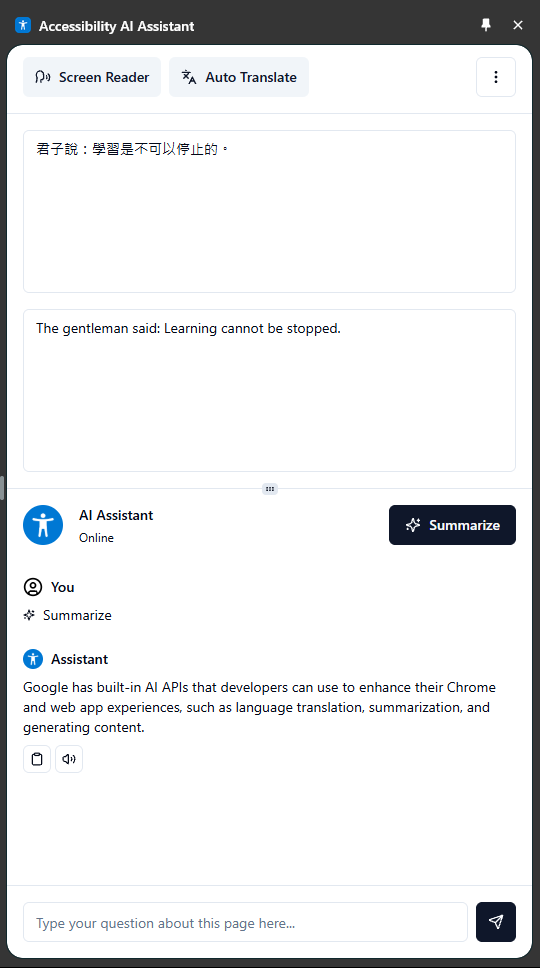 Accessibility AI Assistant
Screen Reader
Auto Translate
君子說：學習是不可以停止的。
The gentleman said: Learning cannot be stopped.
AI Assistant
Online
Summarize
You
Summarize
Assistant
Google has built-in AI APIs that developers can use to enhance their Chrome
and web app experiences, such as language translation, summarization, and
generating content.
Type your question about this page here...